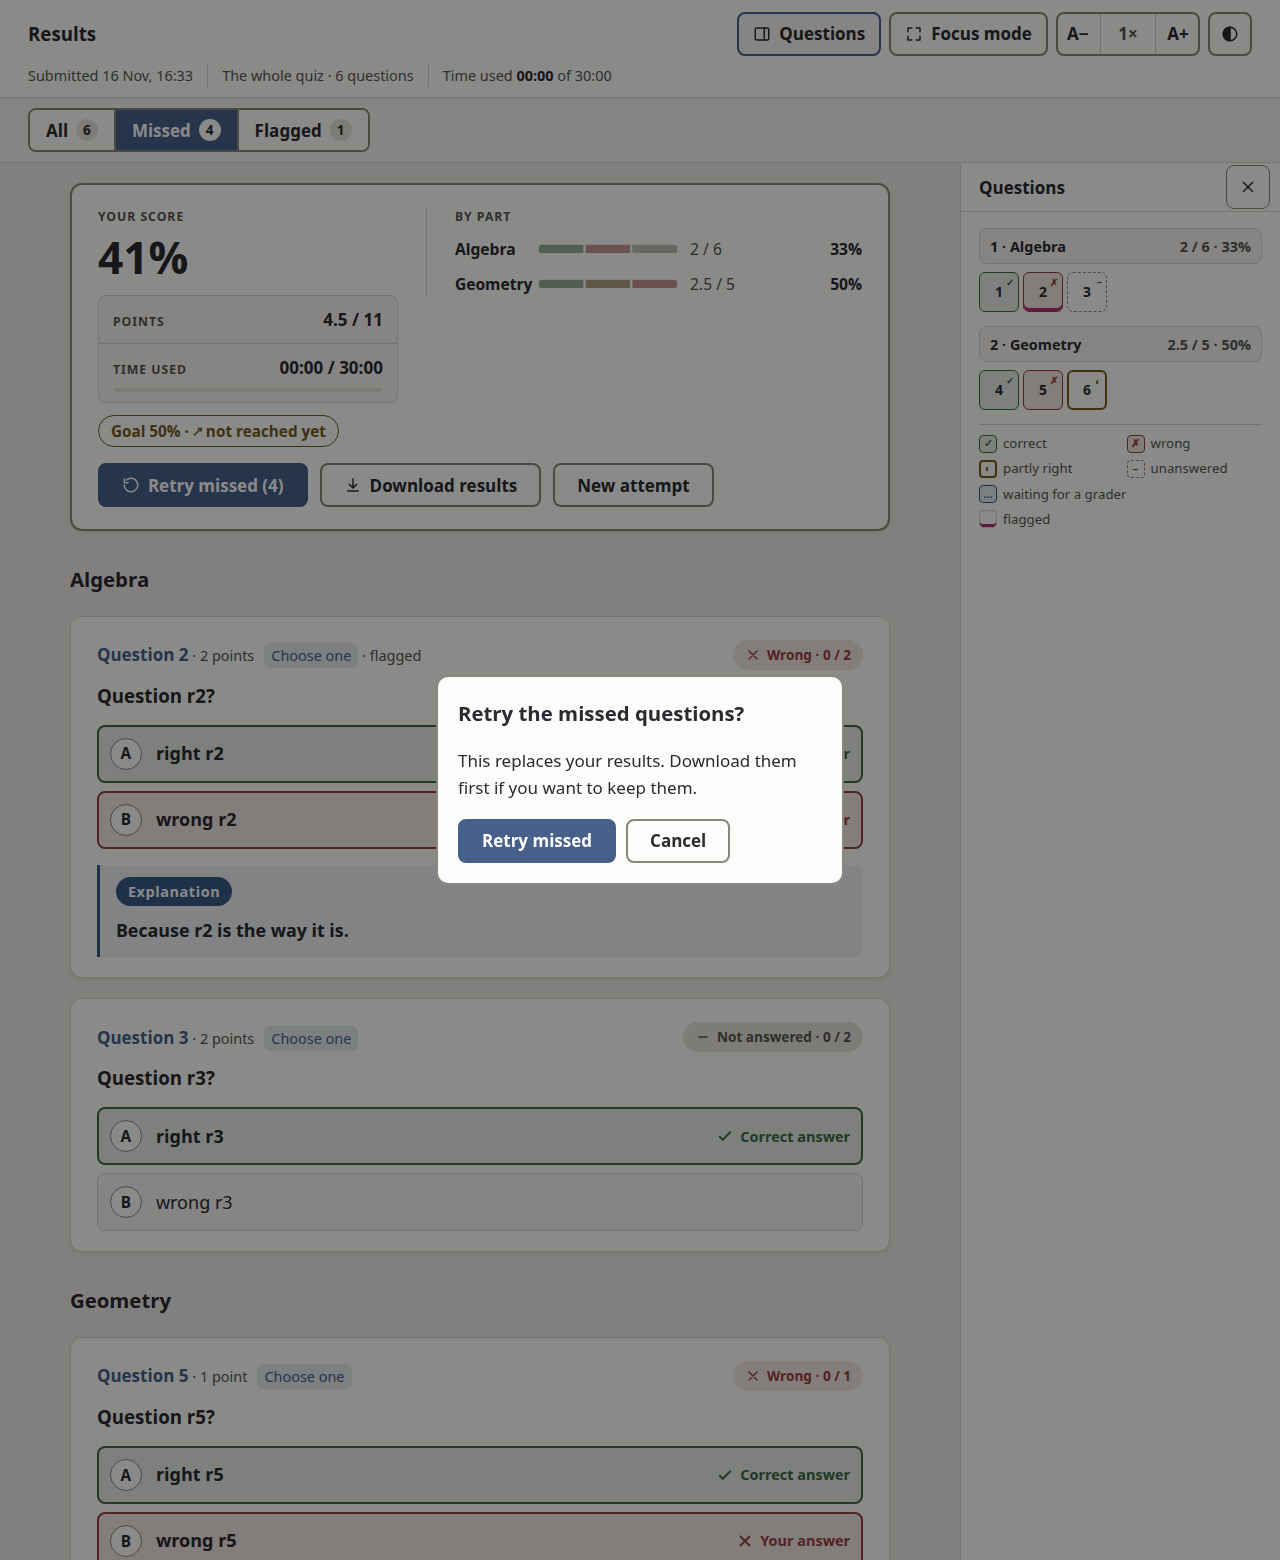 Results
Questions
Focus mode
A−
1×
A+
Submitted 16 Nov, 16:33
The whole quiz · 6 questions
Time used 00:00 of 30:00
All 6
Missed 4
Flagged 1
YOUR SCORE
41%
POINTS 4.5 / 11
TIME USED 00:00 / 30:00
Goal 50% · ↗ not reached yet
BY PART
Algebra 2 / 6 33%
Geometry 2.5 / 5 50%
Retry missed (4)
Download results
New attempt
Questions
1 · Algebra 2 / 6 · 33%
1 ✓ 2 ✗ 3 –
2 · Geometry 2.5 / 5 · 50%
4 ✓ 5 ✗ 6
✓ correct
✗ wrong
partly right
– unanswered
… waiting for a grader
flagged
Algebra
Question 2 · 2 points Choose one · flagged
Wrong · 0 / 2
Question r2?
A right r2 r
B wrong r2 r
Explanation
Because r2 is the way it is.
Retry the missed questions?
This replaces your results. Download them
first if you want to keep them.
Retry missed
Cancel
Question 3 · 2 points Choose one
– Not answered · 0 / 2
Question r3?
A right r3 Correct answer
B wrong r3
Geometry
Question 5 · 1 point Choose one
Wrong · 0 / 1
Question r5?
A right r5 Correct answer
B wrong r5 Your answer